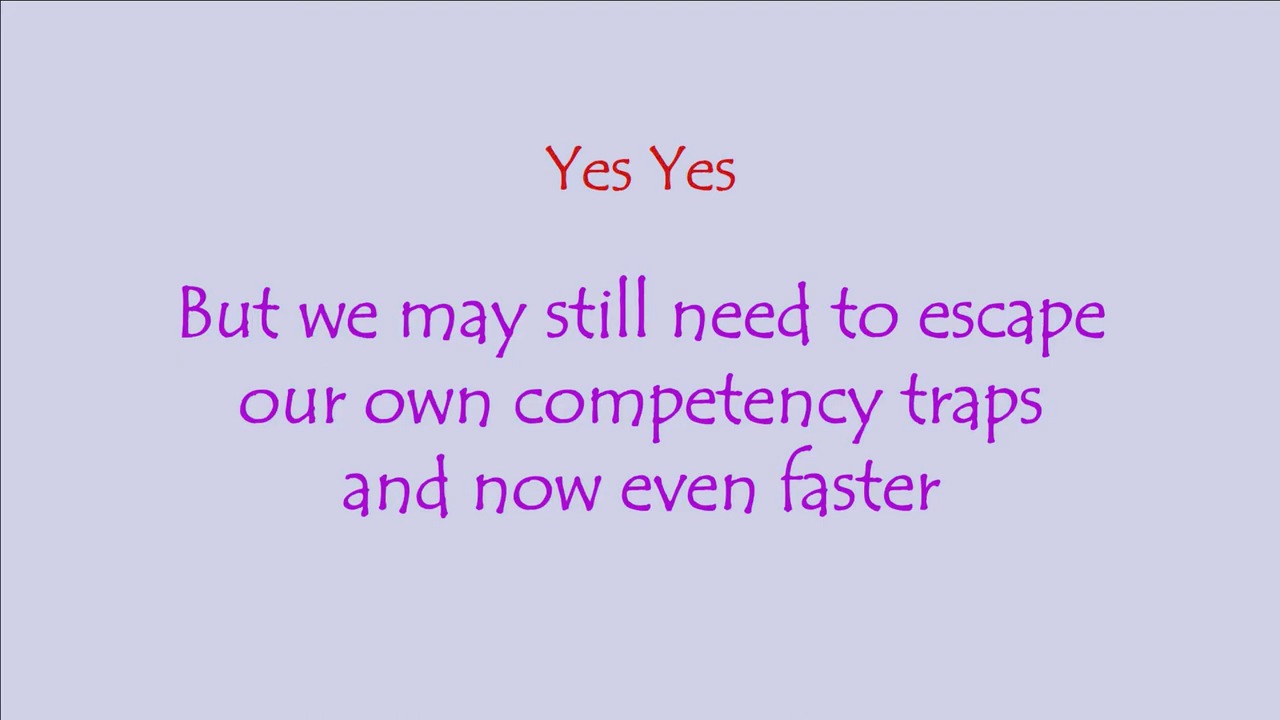 Yes Yes
But we may still need to escape
our own competency traps
and now even faster